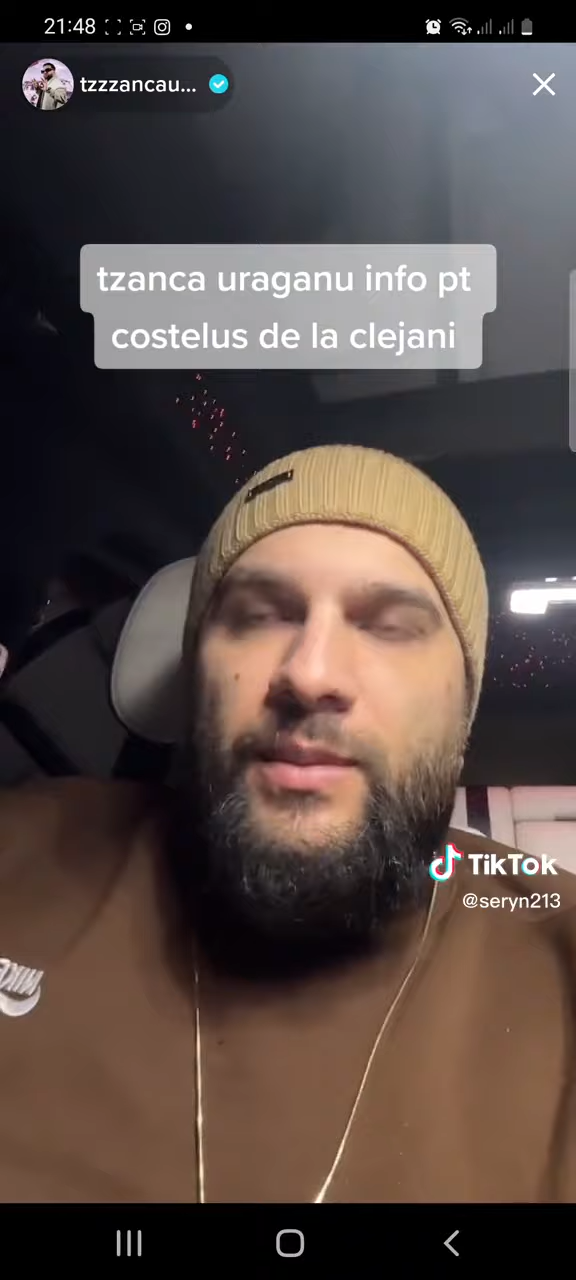 21:48
tzzzancau...
tzanca uraganu info pt
costelus de la clejani
TikTok
@seryn213